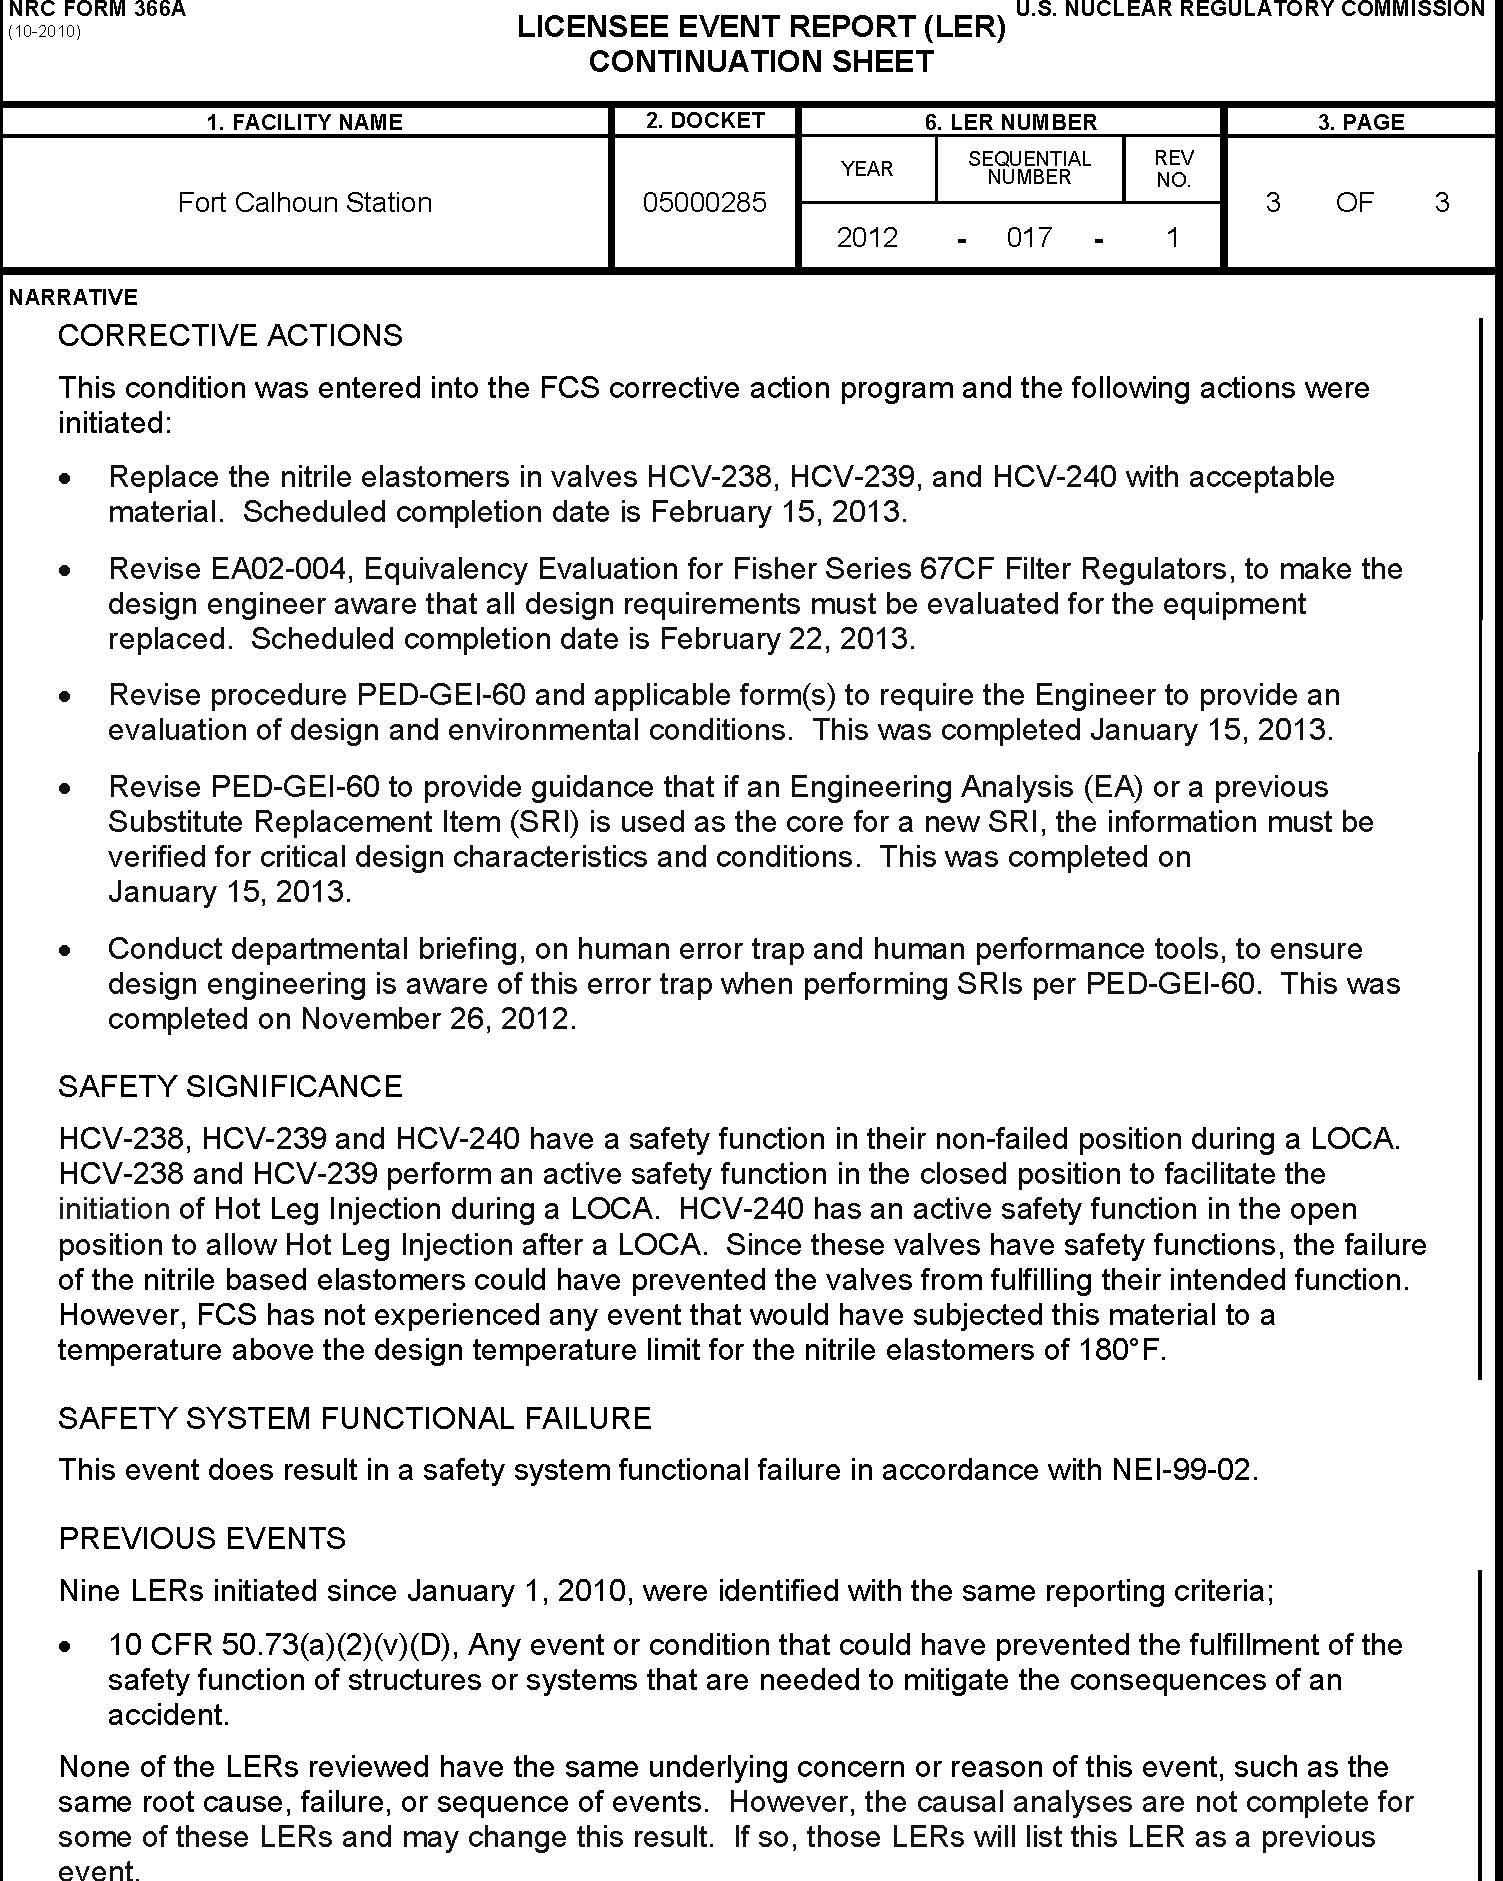 NRC FORM 366A
(10-2010)
U.S. NUCLEAR REGULATORY COMMISSION
LICENSEE EVENT REPORT (LER)
CONTINUATION SHEET
1. FACILITY NAME
2. DOCKET
6. LER NUMBER
3. PAGE
Fort Calhoun Station
05000285
YEAR
SEQUENTIAL
NUMBER
REV
NO.
3 OF 3
2012 - 017 - 1
NARRATIVE
CORRECTIVE ACTIONS
This condition was entered into the FCS corrective action program and the following actions were
initiated:
• Replace the nitrile elastomers in valves HCV-238, HCV-239, and HCV-240 with acceptable
material. Scheduled completion date is February 15, 2013.
• Revise EA02-004, Equivalency Evaluation for Fisher Series 67CF Filter Regulators, to make the
design engineer aware that all design requirements must be evaluated for the equipment
replaced. Scheduled completion date is February 22, 2013.
• Revise procedure PED-GEI-60 and applicable form(s) to require the Engineer to provide an
evaluation of design and environmental conditions. This was completed January 15, 2013.
• Revise PED-GEI-60 to provide guidance that if an Engineering Analysis (EA) or a previous
Substitute Replacement Item (SRI) is used as the core for a new SRI, the information must be
verified for critical design characteristics and conditions. This was completed on
January 15, 2013.
• Conduct departmental briefing, on human error trap and human performance tools, to ensure
design engineering is aware of this error trap when performing SRIs per PED-GEI-60. This was
completed on November 26, 2012.
SAFETY SIGNIFICANCE
HCV-238, HCV-239 and HCV-240 have a safety function in their non-failed position during a LOCA.
HCV-238 and HCV-239 perform an active safety function in the closed position to facilitate the
initiation of Hot Leg Injection during a LOCA. HCV-240 has an active safety function in the open
position to allow Hot Leg Injection after a LOCA. Since these valves have safety functions, the failure
of the nitrile based elastomers could have prevented the valves from fulfilling their intended function.
However, FCS has not experienced any event that would have subjected this material to a
temperature above the design temperature limit for the nitrile elastomers of 180°F.
SAFETY SYSTEM FUNCTIONAL FAILURE
This event does result in a safety system functional failure in accordance with NEI-99-02.
PREVIOUS EVENTS
Nine LERs initiated since January 1, 2010, were identified with the same reporting criteria;
• 10 CFR 50.73(a)(2)(v)(D), Any event or condition that could have prevented the fulfillment of the
safety function of structures or systems that are needed to mitigate the consequences of an
accident.
None of the LERs reviewed have the same underlying concern or reason of this event, such as the
same root cause, failure, or sequence of events. However, the causal analyses are not complete for
some of these LERs and may change this result. If so, those LERs will list this LER as a previous
event.